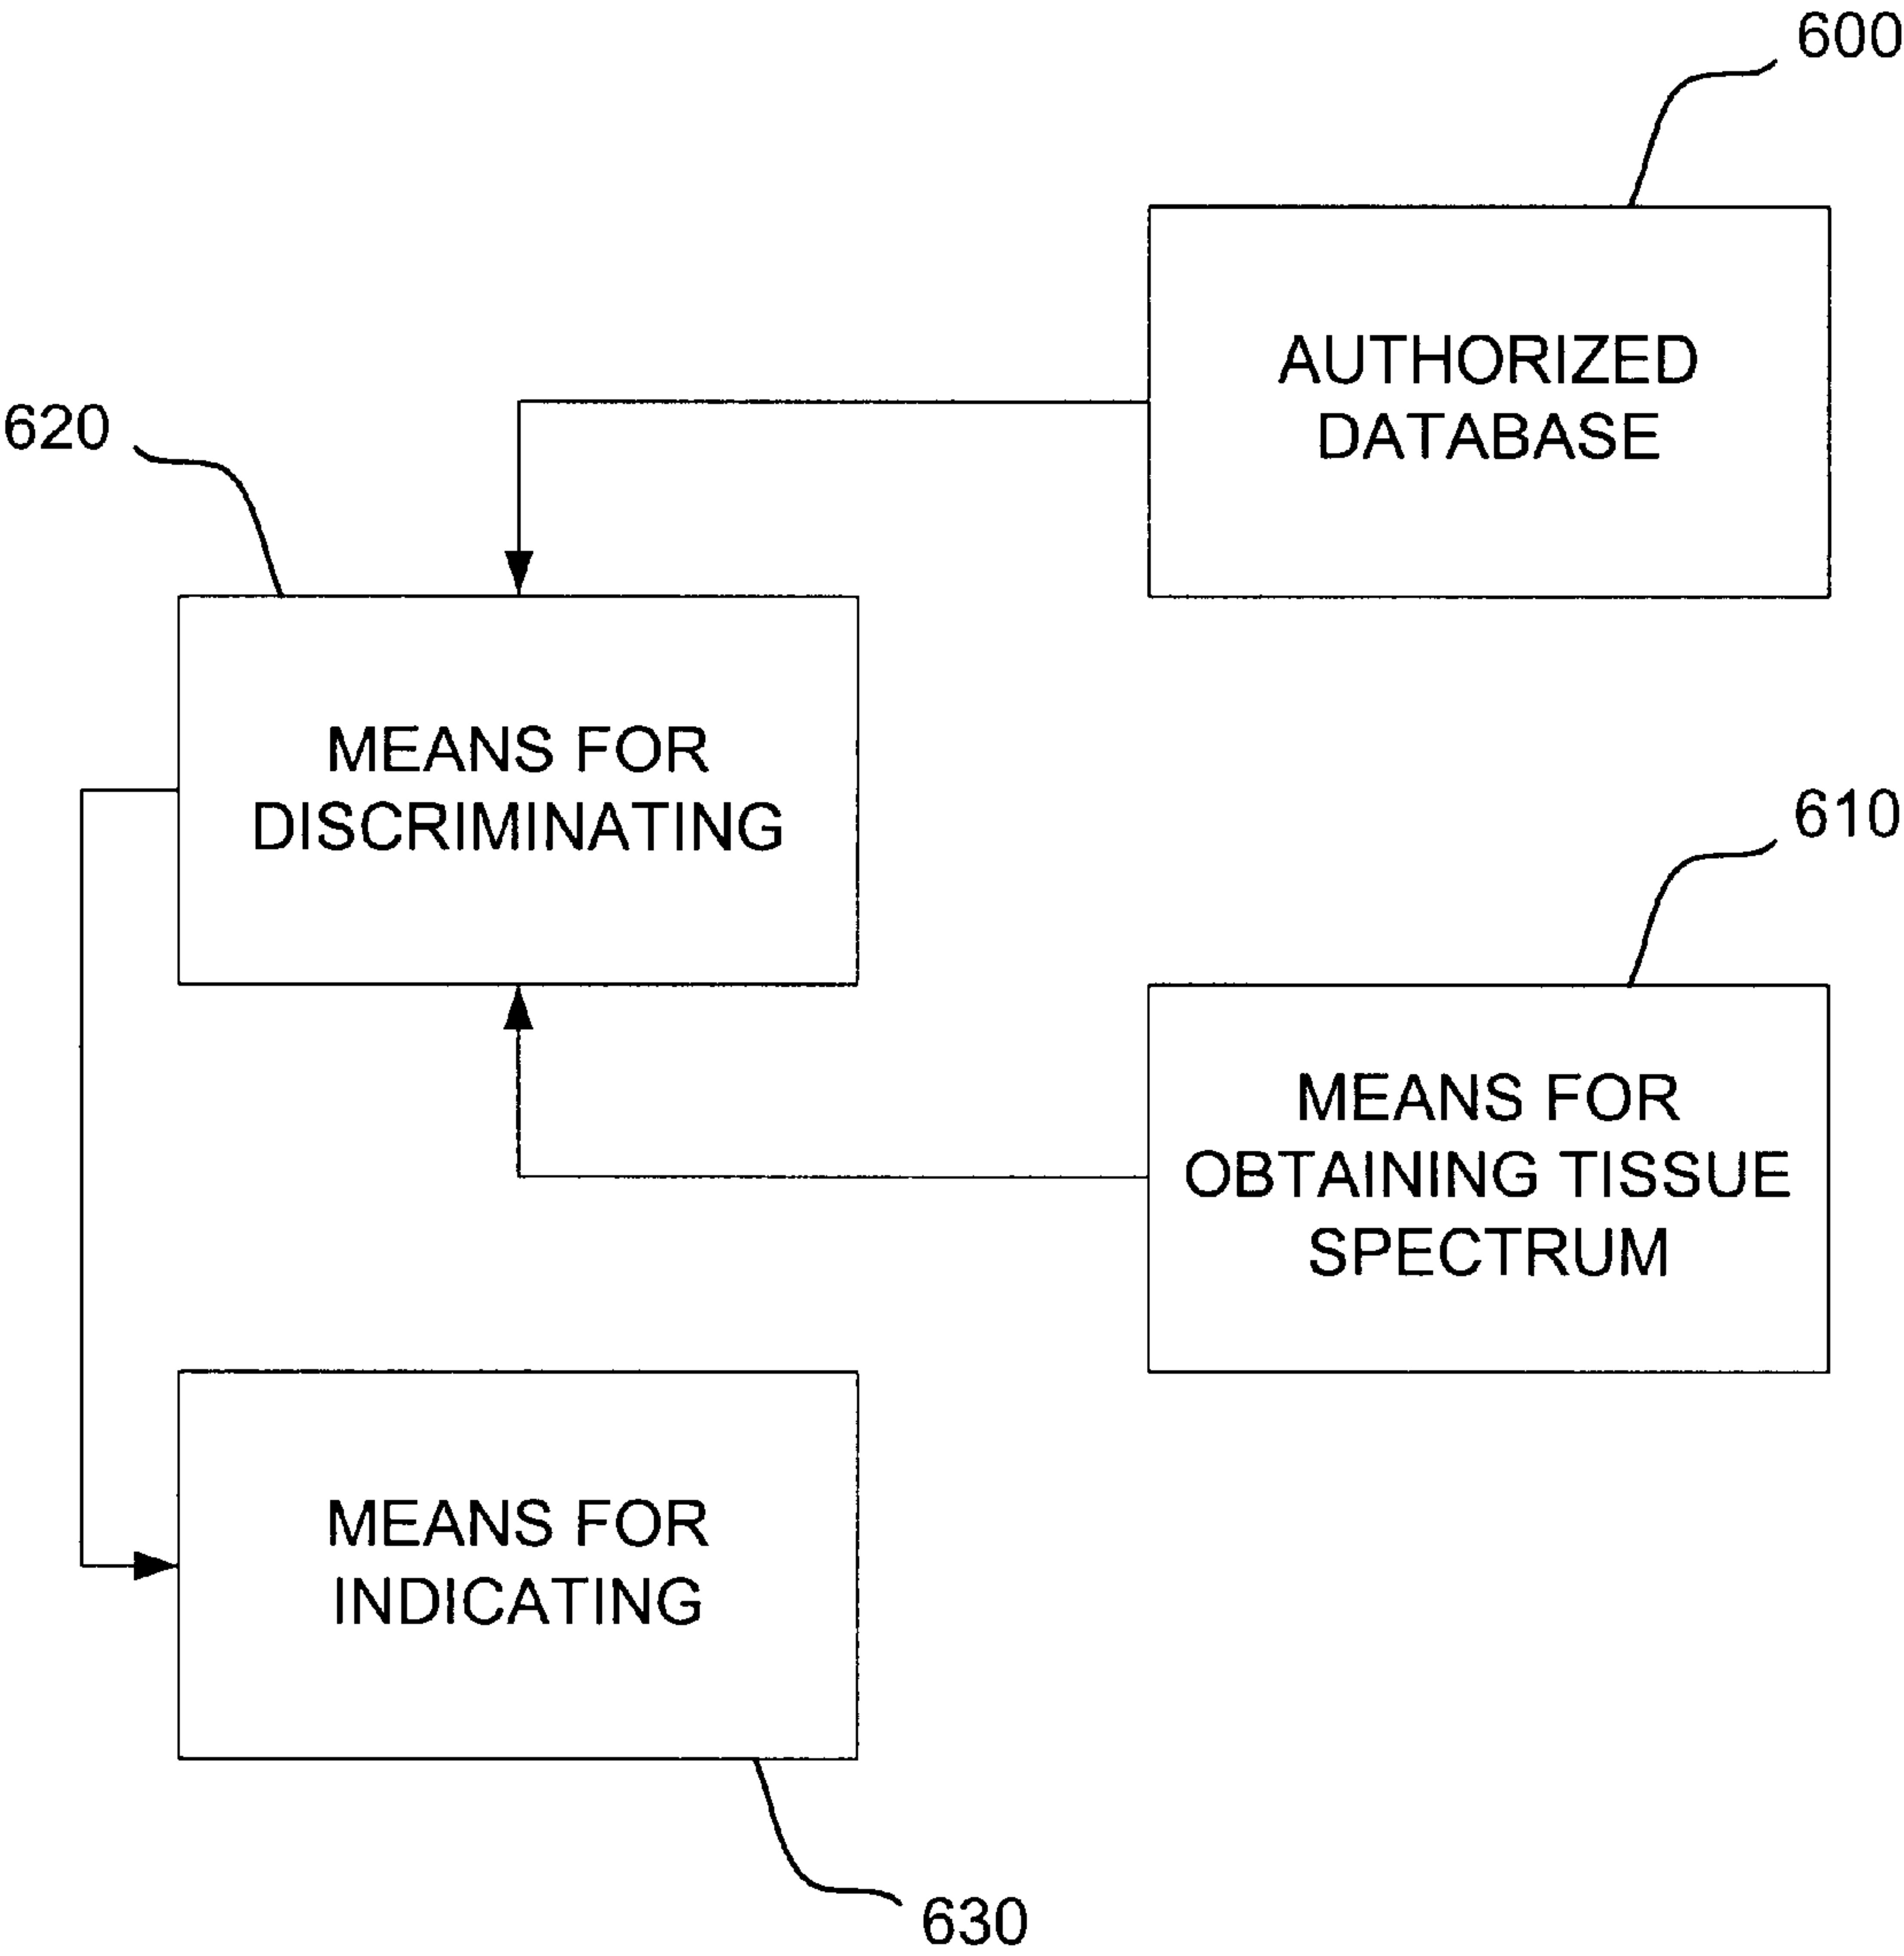 600
AUTHORIZED
DATABASE
620
MEANS FOR
DISCRIMINATING
610
MEANS FOR
OBTAINING TISSUE
SPECTRUM
MEANS FOR
INDICATING
630